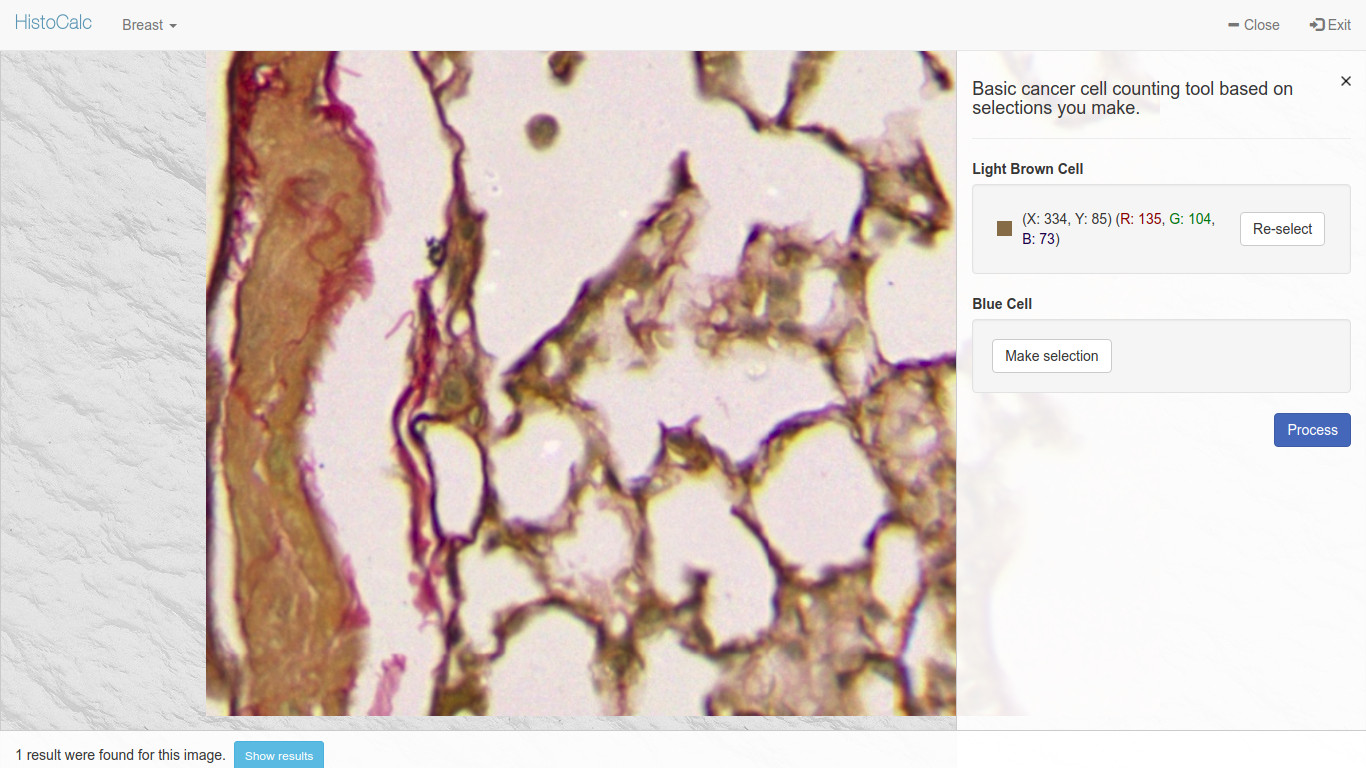 HistoCalc
Breast
Close
Exit
Basic cancer cell counting tool based on
selections you make.
×
Light Brown Cell
(X: 334, Y: 85) (R: 135, G: 104,
B: 73)
Re-select
Blue Cell
Make selection
Process
1 result were found for this image.
Show results